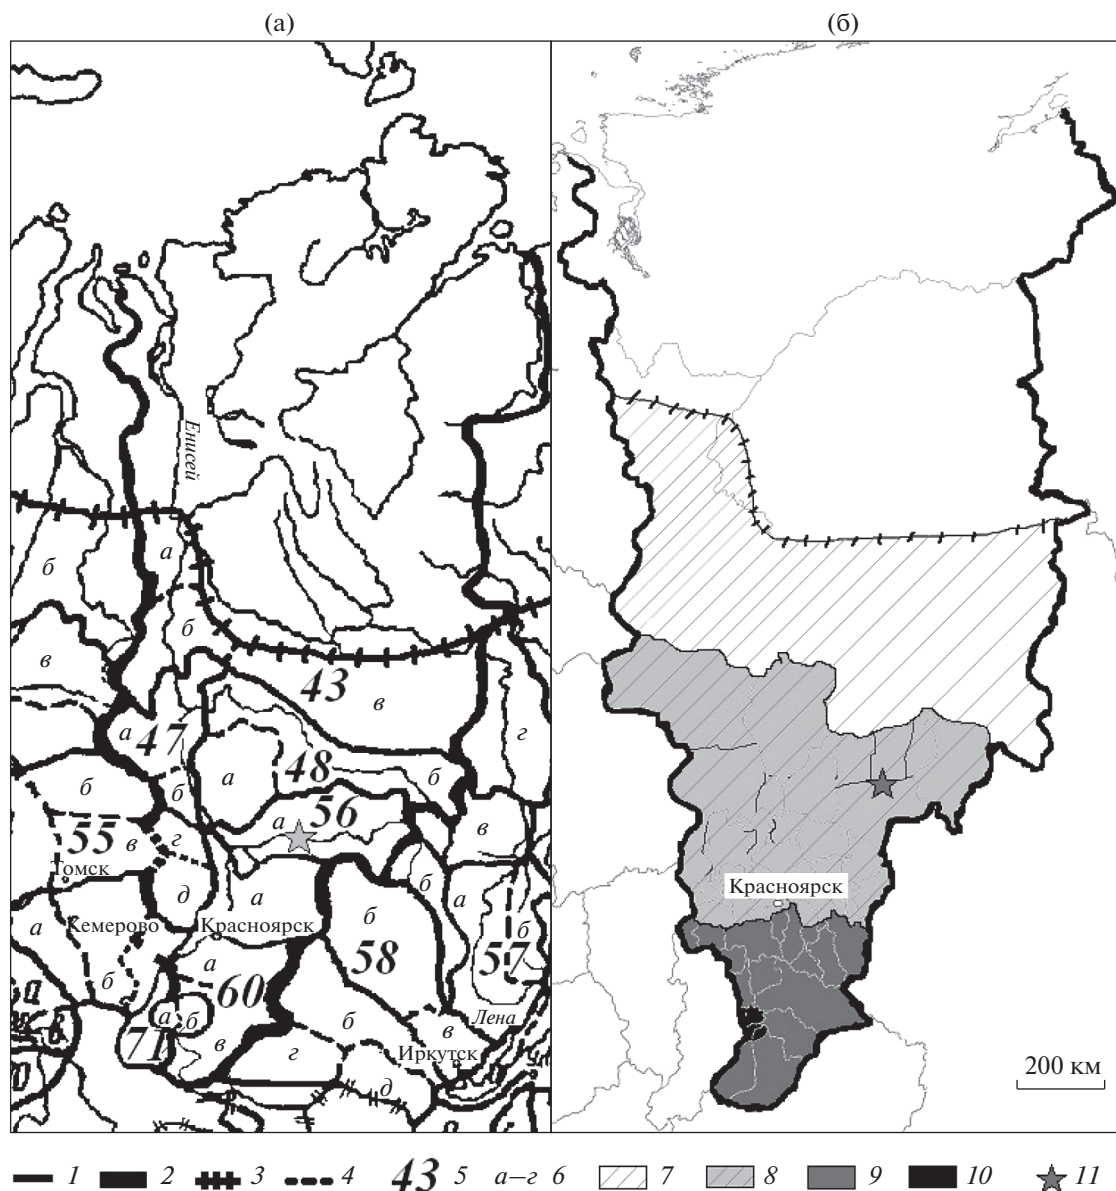 (а)
(б)
Енисей
а
б
б
в
43
в
г
а
47
48
б
а
б
б
а
56
55
в
г
в
Томск
д
а
б
а
а
Кемерово
Красноярск
б
58
57
б
а
60
б
а
б
в
71
б
в
Лена
г
Иркутск
д
а
в
Красноярск
200 км
1 2 3 4 43 5 а–г 6 7 8 9 10 11